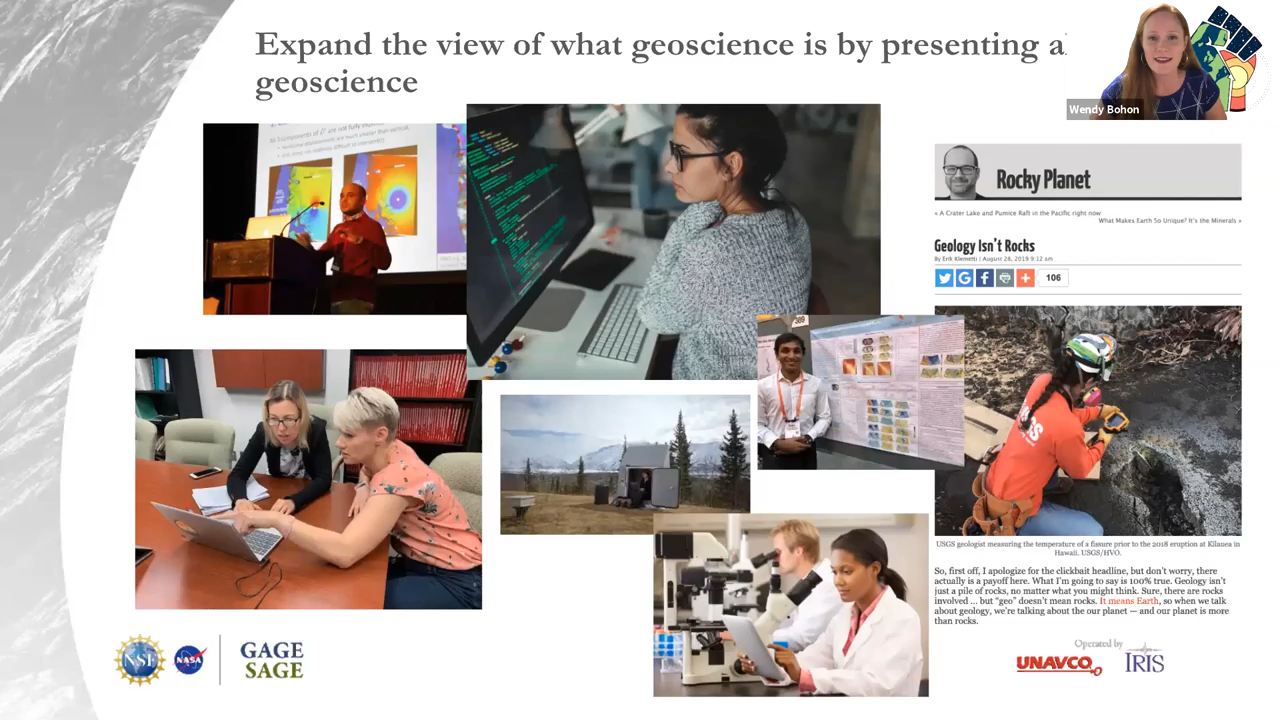 Expand the view of what geoscience is by presenting
geoscience
Wendy Bohon
not fully
389
Rocky Planet
« A Crater Lake and Pumice Raft in the Pacific right now
What Makes Earth So Unique? It's the Minerals »
Geology Isn't Rocks
By Erik Klemetti | August 28, 2019 9:12 am
106
USGS geologist measuring the temperature of a fissure prior to the 2018 eruption at Kilauea in
Hawaii. USGS/HVO.
So, first off, I apologize for the clickbait headline, but don't worry, there
actually is a payoff here. What I'm going to say is 100% true. Geology isn't
just a pile of rocks, no matter what you might think. Sure, there are rocks
involved ... but "geo" doesn't mean rocks. It means Earth, so when we talk
about geology, we're talking about the our planet — and our planet is more
than rocks.
NSF
NASA
GAGE
SAGE
Operated by
UNAVCO
IRIS